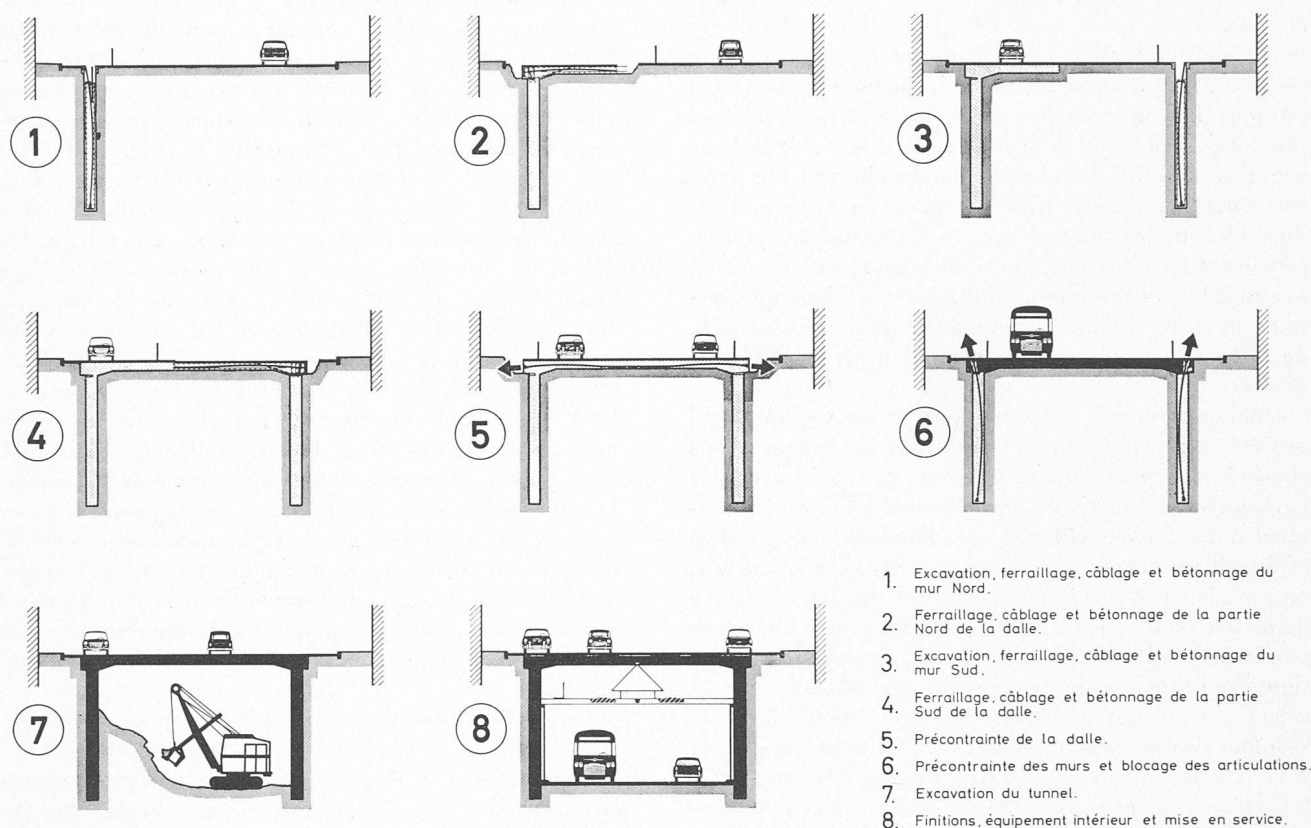 1
2
3
4
5
6
7
8
1. Excavation, ferraillage, câblage et bétonnage du
mur Nord.
2. Ferraillage, câblage et bétonnage de la partie
Nord de la dalle.
3. Excavation, ferraillage, câblage et bétonnage du
mur Sud.
4. Ferraillage, câblage et bétonnage de la partie
Sud de la dalle.
5. Précontrainte de la dalle.
6. Précontrainte des murs et blocage des articulations.
7. Excavation du tunnel.
8. Finitions, équipement intérieur et mise en service.